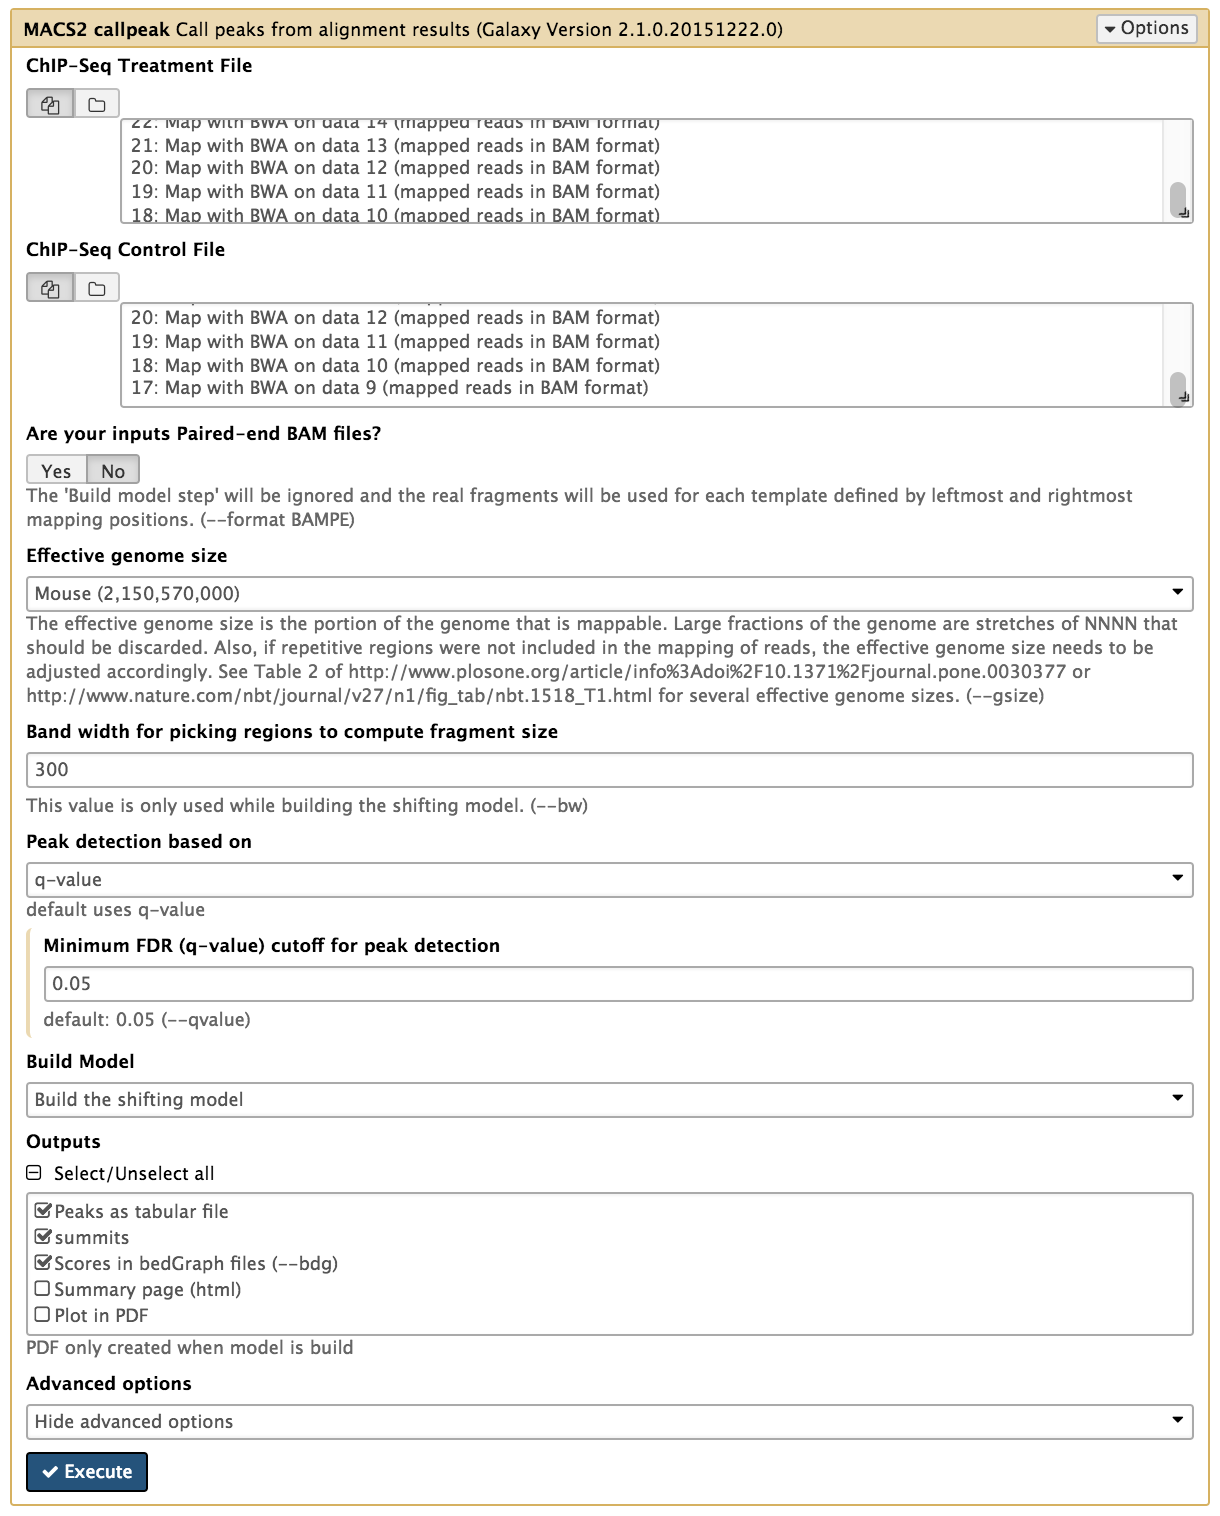 MACS2 callpeak Call peaks from alignment results (Galaxy Version 2.1.0.20151222.0)
Options
ChIP-Seq Treatment File
22: Map with BWA on data 14 (mapped reads in BAM format)
21: Map with BWA on data 13 (mapped reads in BAM format)
20: Map with BWA on data 12 (mapped reads in BAM format)
19: Map with BWA on data 11 (mapped reads in BAM format)
18: Map with BWA on data 10 (mapped reads in BAM format)
ChIP-Seq Control File
20: Map with BWA on data 12 (mapped reads in BAM format)
19: Map with BWA on data 11 (mapped reads in BAM format)
18: Map with BWA on data 10 (mapped reads in BAM format)
17: Map with BWA on data 9 (mapped reads in BAM format)
Are your inputs Paired-end BAM files?
Yes No
The 'Build model step' will be ignored and the real fragments will be used for each template defined by leftmost and rightmost
mapping positions. (--format BAMPE)
Effective genome size
Mouse (2,150,570,000)
The effective genome size is the portion of the genome that is mappable. Large fractions of the genome are stretches of NNNN that
should be discarded. Also, if repetitive regions were not included in the mapping of reads, the effective genome size needs to be
adjusted accordingly. See Table 2 of http://www.plosone.org/article/info%3Adoi%2F10.1371%2Fjournal.pone.0030377 or
http://www.nature.com/nbt/journal/v27/n1/fig_tab/nbt.1518_T1.html for several effective genome sizes. (--gsize)
Band width for picking regions to compute fragment size
300
This value is only used while building the shifting model. (--bw)
Peak detection based on
q-value
default uses q-value
Minimum FDR (q-value) cutoff for peak detection
0.05
default: 0.05 (--qvalue)
Build Model
Build the shifting model
Outputs
Select/Unselect all
Peaks as tabular file
summits
Scores in bedGraph files (--bdg)
Summary page (html)
Plot in PDF
PDF only created when model is build
Advanced options
Hide advanced options
Execute